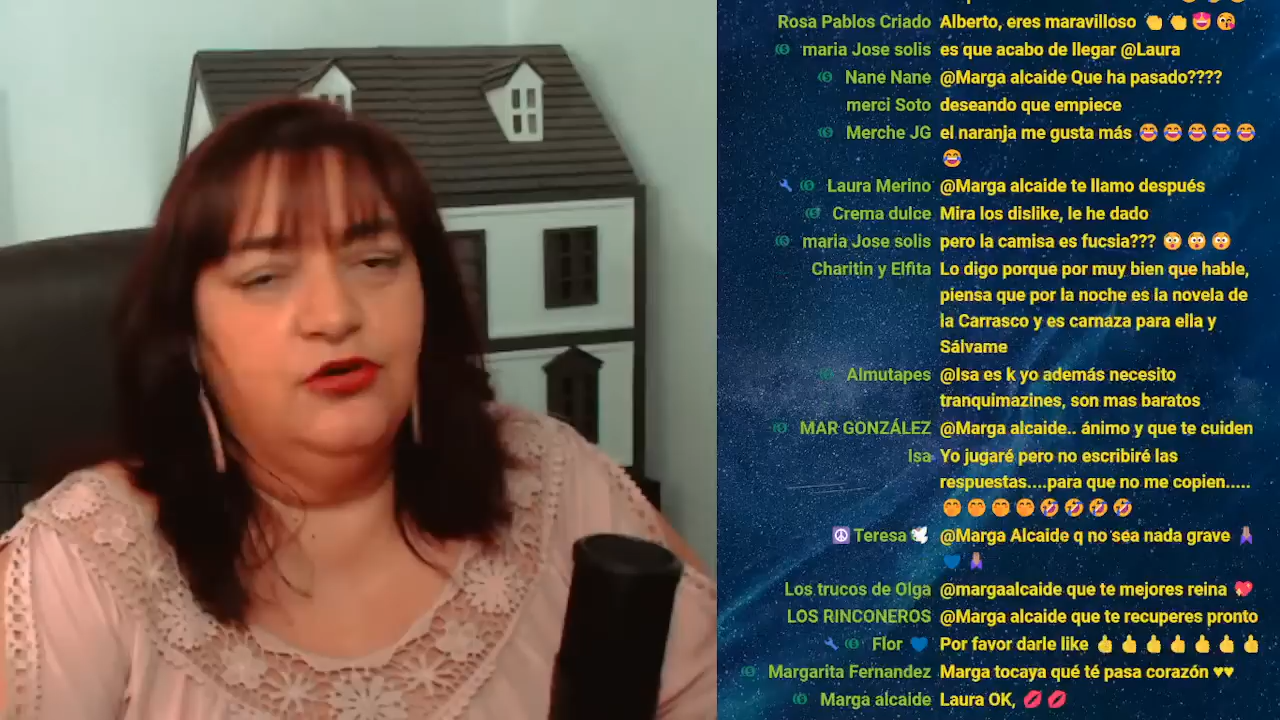 Rosa Pablos Criado Alberto, eres maravilloso 👏 👏 😍 😘
maria Jose solis es que acabo de llegar @Laura
Nane Nane @Marga alcaide Que ha pasado????
merci Soto deseando que empiece
Merche JG el naranja me gusta más 😂 😂 😂 😂 😂
😂
Laura Merino @Marga alcaide te llamo después
Crema dulce Mira los dislike, le he dado
maria Jose solis pero la camisa es fucsia??? 😳 😳 😳
Charitin y Elfita Lo digo porque por muy bien que hable,
piensa que por la noche es la novela de
la Carrasco y es carnaza para ella y
Sálvame
Almutapes @Isa es k yo además necesito
tranquimazines, son mas baratos
MAR GONZÁLEZ @Marga alcaide.. ánimo y que te cuiden
Isa Yo jugaré pero no escribiré las
respuestas....para que no me copien.....
🤭 🤭 🤭 🤭 🤣 🤣 🤣 🤣
☮️ Teresa 🕊️ @Marga Alcaide q no sea nada grave 🙏
💙 🙏
Los trucos de Olga @margaalcaide que te mejores reina 💖
LOS RINCONEROS @Marga alcaide que te recuperes pronto
Flor 💙 Por favor darle like 👍 👍 👍 👍 👍 👍 👍
Margarita Fernandez Marga tocaya qué té pasa corazón ♥♥
Marga alcaide Laura OK, 💋 💋